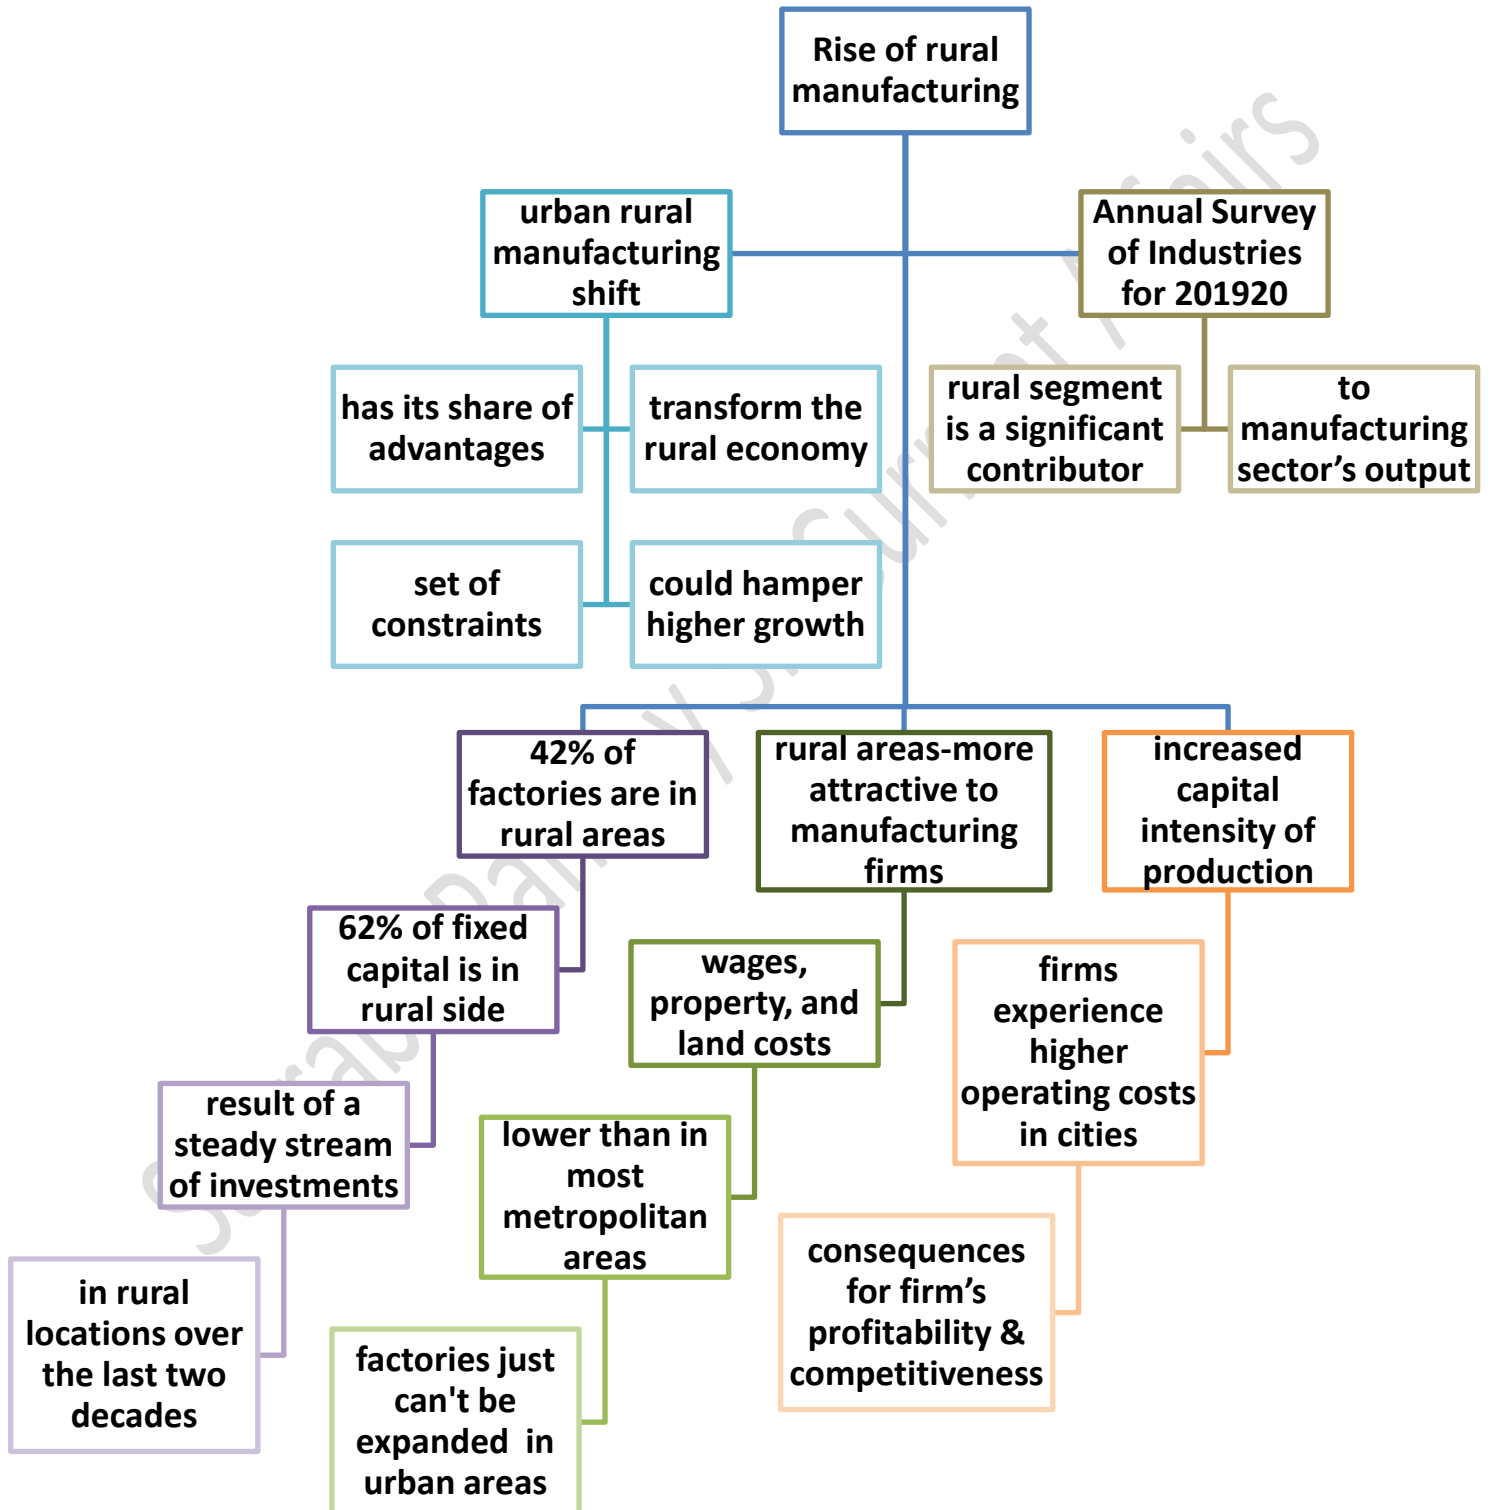 Rise of rural
manufacturing
urban rural
manufacturing
shift
Annual Survey
of Industries
for 201920
has its share of
advantages
transform the
rural economy
rural segment
is a significant
contributor
to
manufacturing
sector's output
set of
constraints
could hamper
higher growth
42% of
factories are in
rural areas
62% of fixed
capital is in
rural side
result of a
steady stream
of investments
in rural
locations over
the last two
decades
rural areas-more
attractive to
manufacturing
firms
wages,
property, and
land costs
lower than in
most
metropolitan
areas
factories just
can't be
expanded in
urban areas
increased
capital
intensity of
production
firms
experience
higher
operating costs
in cities
consequences
for firm's
profitability &
competitiveness